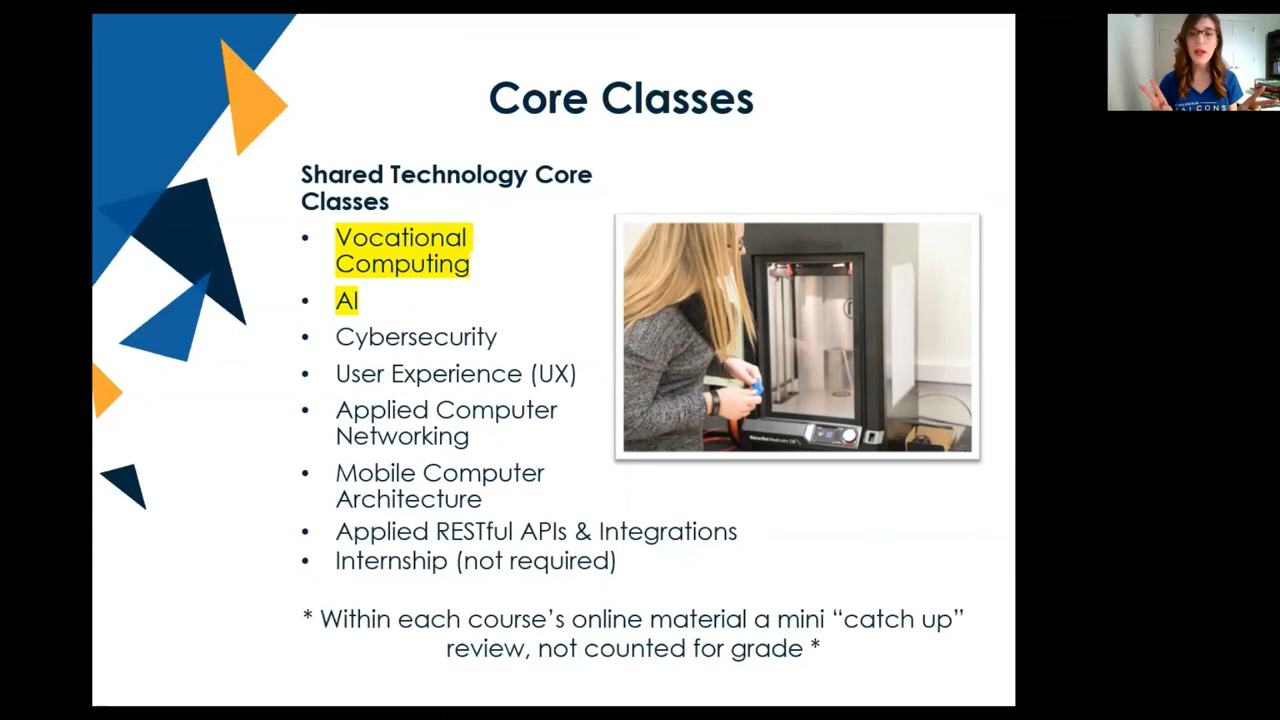 Core Classes
Shared Technology Core
Classes
• Vocational
Computing
• AI
• Cybersecurity
• User Experience (UX)
• Applied Computer
Networking
• Mobile Computer
Architecture
• Applied RESTful APIs & Integrations
• Internship (not required)
* Within each course’s online material a mini “catch up”
review, not counted for grade *